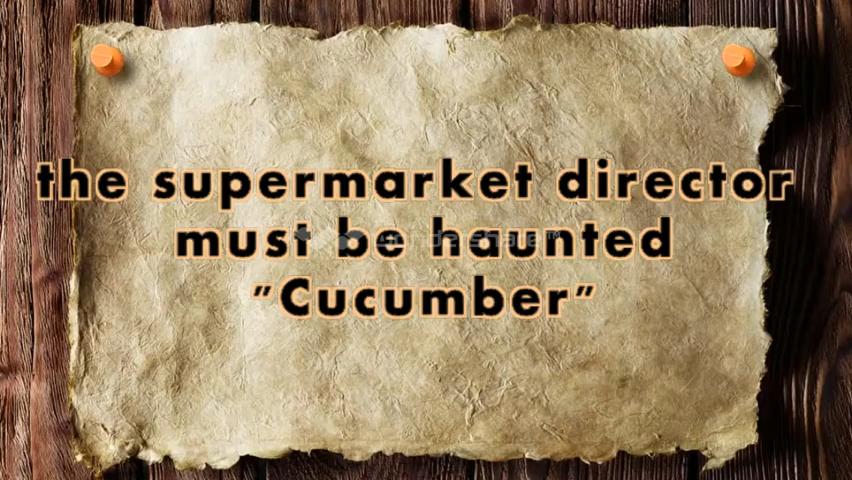 the supermarket director
must be haunted
"Cucumber"